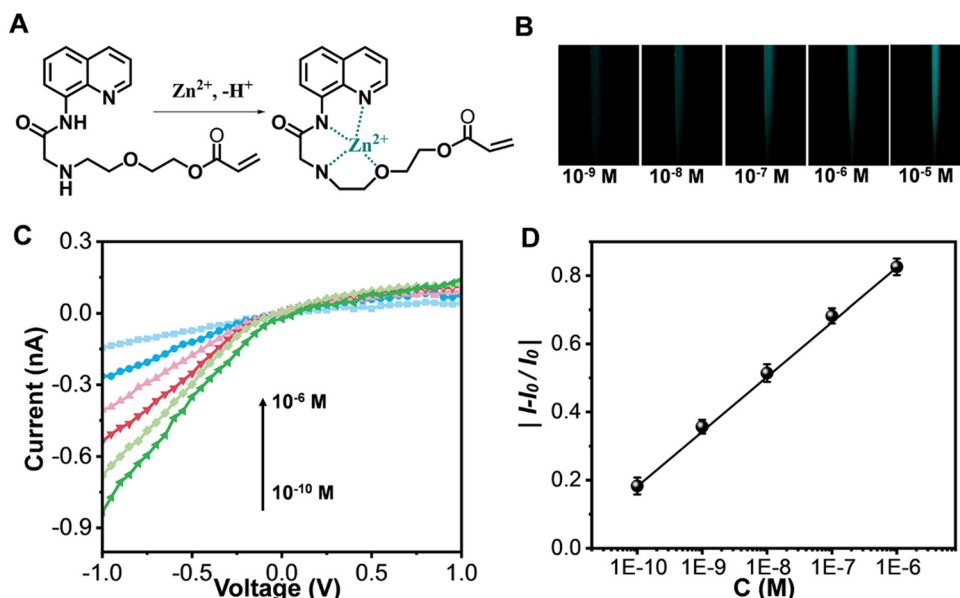 A
Zn²⁺, -H⁺
N
O
NH
N
H
O
O
O
N
O
N
Zn²⁺
N
H
O
O
O
B
10⁻⁹ M
10⁻⁸ M
10⁻⁷ M
10⁻⁶ M
10⁻⁵ M
C
0.3
0.0
-0.3
-0.6
-0.9
Current (nA)
10⁻⁶ M
10⁻¹⁰ M
-1.0
-0.5
0.0
0.5
1.0
Voltage (V)
D
0.8
0.6
0.4
0.2
0.0
| I-I₀ / I₀ |
1E-10
1E-9
1E-8
1E-7
1E-6
C (M)